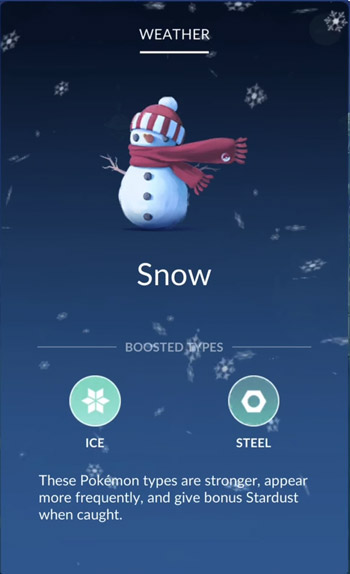 WEATHER
Snow
BOOSTED TYPES
ICE
STEEL
These Pokémon types are stronger, appear
more frequently, and give bonus Stardust
when caught.